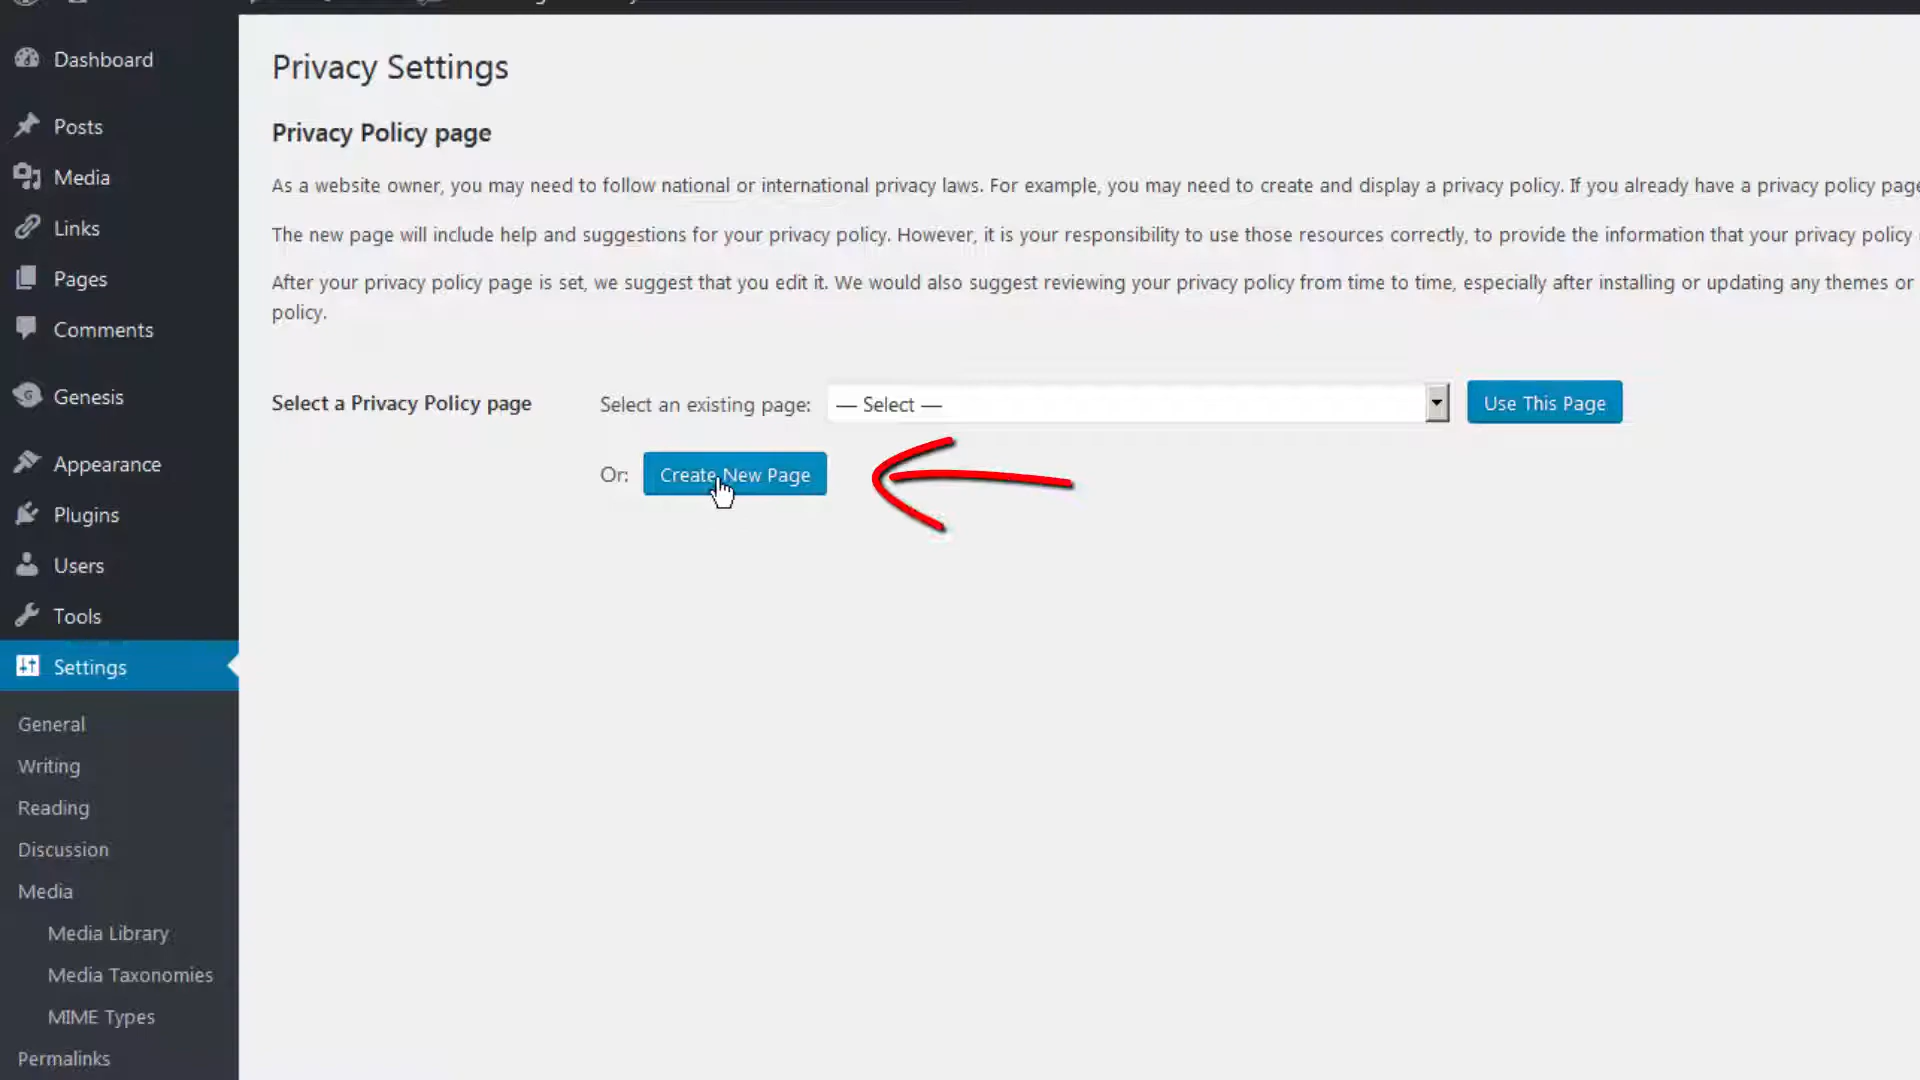 Dashboard
Posts
Media
Links
Pages
Comments
Genesis
Appearance
Plugins
Users
Tools
Settings
General
Writing
Reading
Discussion
Media
Media Library
Media Taxonomies
MIME Types
Permalinks
Privacy Settings
Privacy Policy page
As a website owner, you may need to follow national or international privacy laws. For example, you may need to create and display a privacy policy. If you already have a privacy policy page
The new page will include help and suggestions for your privacy policy. However, it is your responsibility to use those resources correctly, to provide the information that your privacy policy
After your privacy policy page is set, we suggest that you edit it. We would also suggest reviewing your privacy policy from time to time, especially after installing or updating any themes or
policy.
Select a Privacy Policy page
Select an existing page: — Select — Use This Page
Or: Create New Page